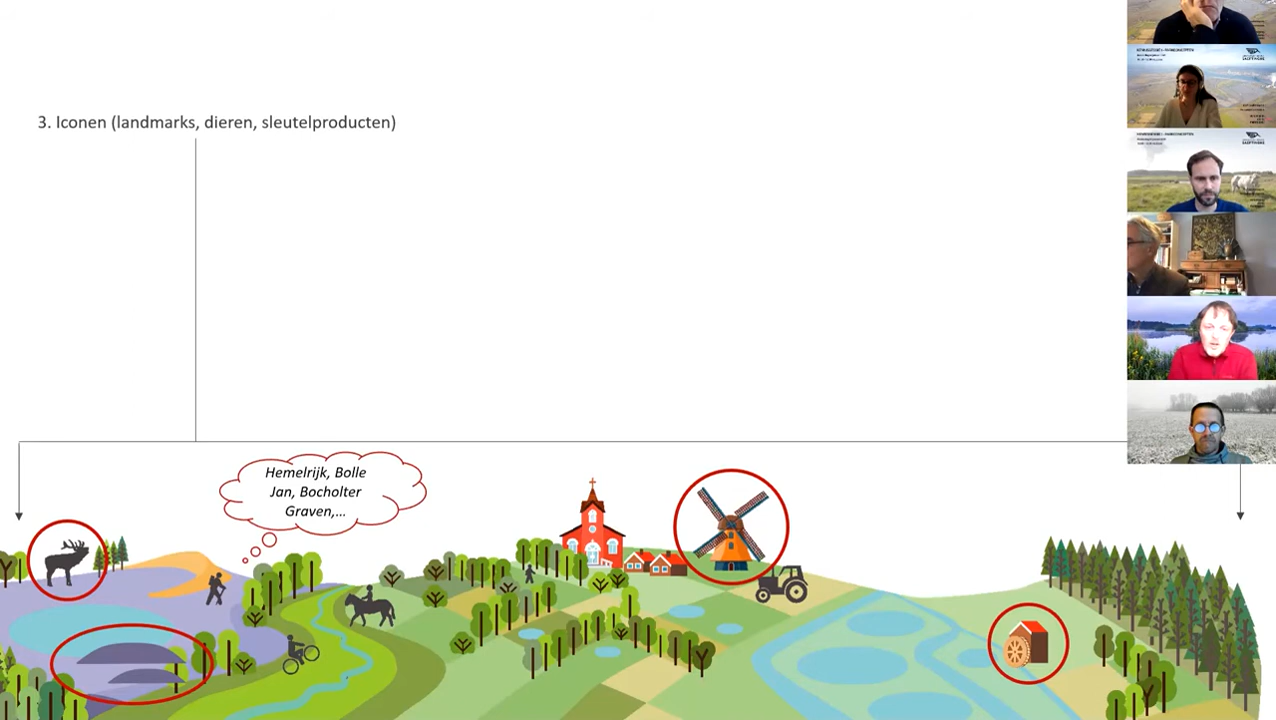 3. Iconen (landmarks, dieren, sleutelproducten)
Hemelrijk, Bolle
Jan, Bocholter
Graven,...